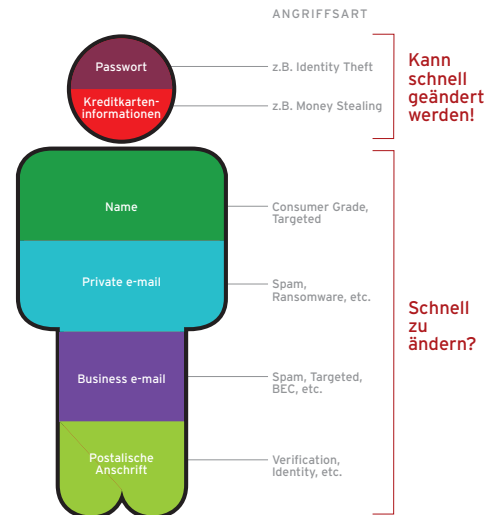 ANGRIFFSART
Passwort
z.B. Identity Theft
Kreditkarten-
informationen
z.B. Money Stealing
Kann
schnell
geändert
werden!
Name
Consumer Grade,
Targeted
Private e-mail
Spam,
Ransomware, etc.
Schnell
zu
ändern?
Business e-mail
Spam, Targeted,
BEC, etc.
Postalische
Anschrift
Verification,
Identity, etc.